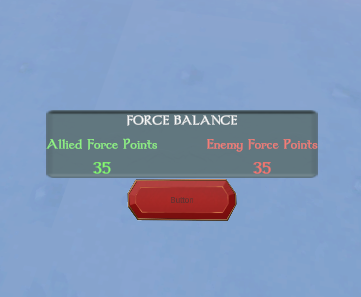 FORCE BALANCE
Allied Force Points
Enemy Force Points
35
35